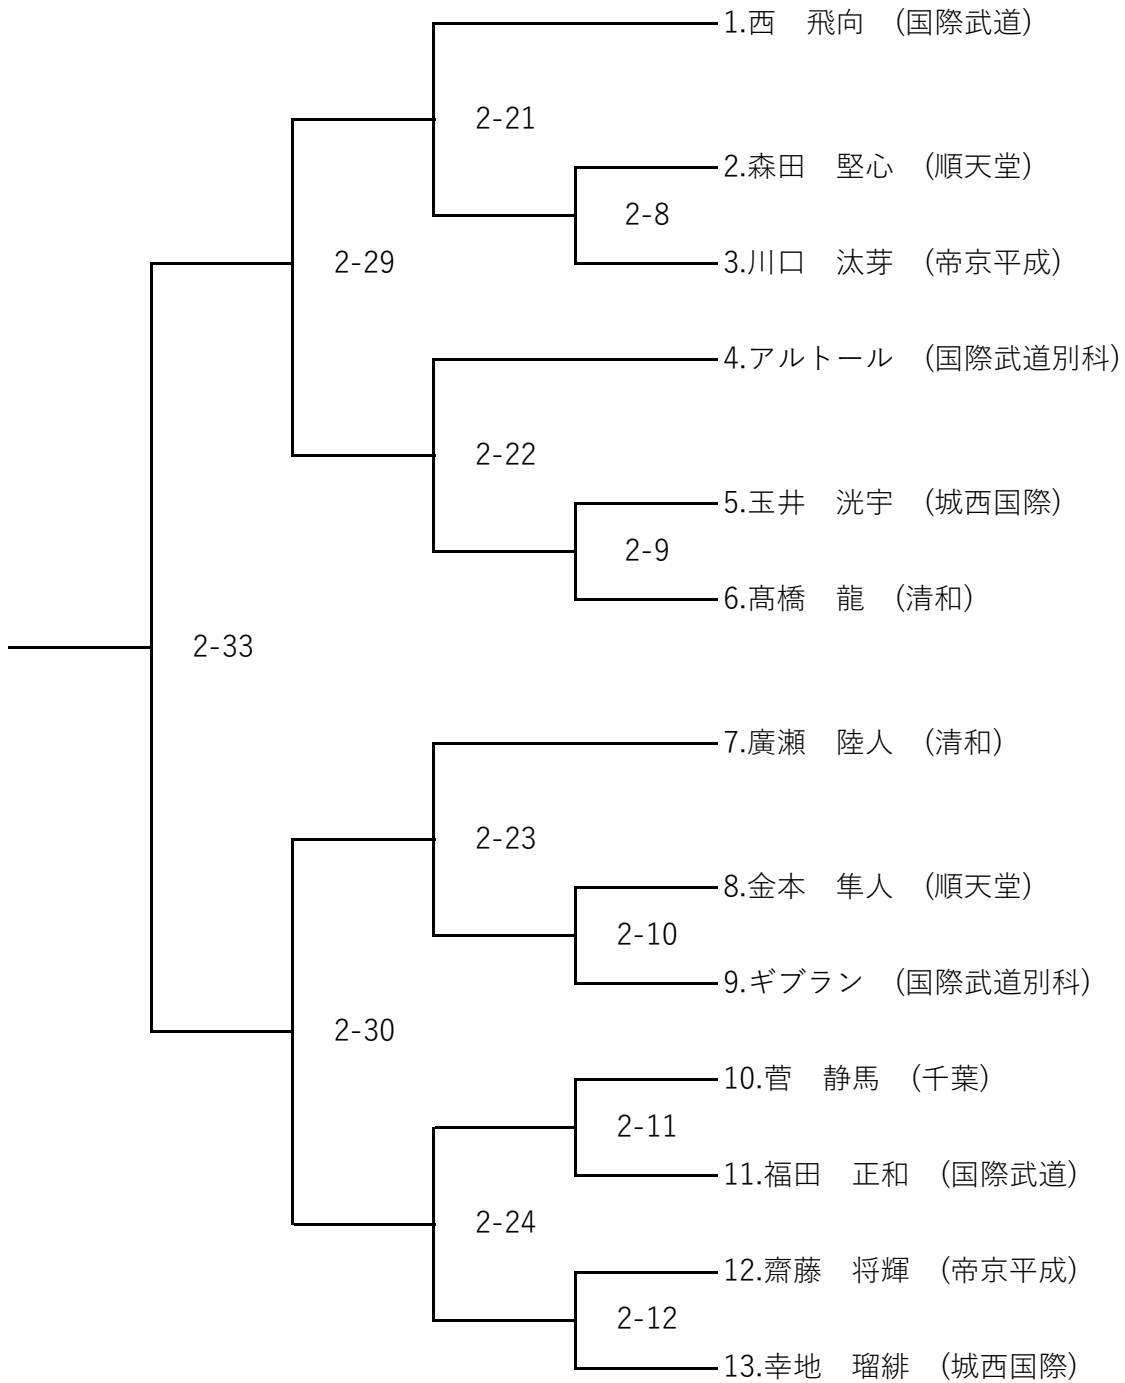 1.西　飛向　(国際武道)
2-21
2.森田　堅心　(順天堂)
2-8
2-29
3.川口　汰芽　(帝京平成)
4.アルトール　(国際武道別科)
2-22
5.玉井　洸宇　(城西国際)
2-9
6.髙橋　龍　(清和)
2-33
7.廣瀬　陸人　(清和)
2-23
8.金本　隼人　(順天堂)
2-10
9.ギブラン　(国際武道別科)
2-30
10.菅　静馬　(千葉)
2-11
11.福田　正和　(国際武道)
2-24
12.齋藤　将輝　(帝京平成)
2-12
13.幸地　瑠緋　(城西国際)